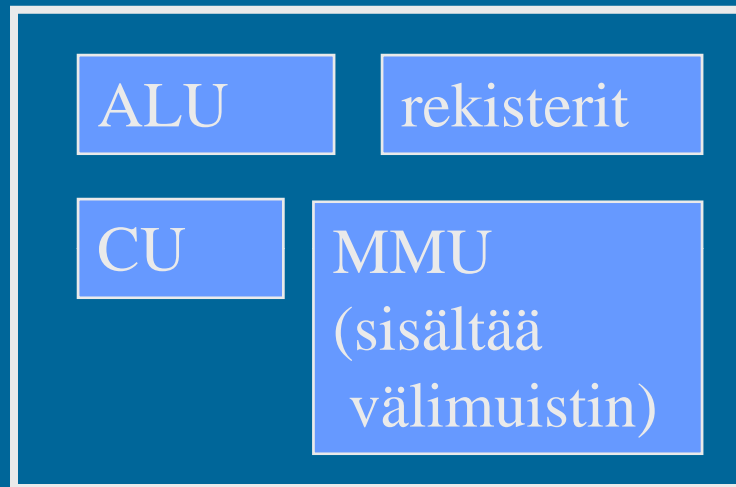 ALU
rekisterit
CU
MMU
(sisältää
välimuistin)